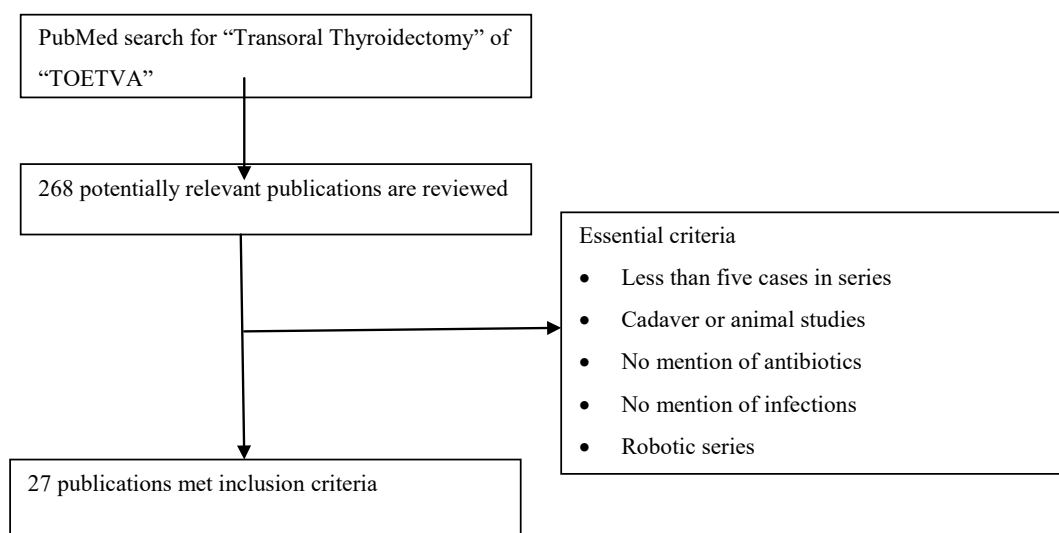 PubMed search for “Transoral Thyroidectomy” of
“TOETVA”
268 potentially relevant publications are reviewed
Essential criteria
• Less than five cases in series
• Cadaver or animal studies
• No mention of antibiotics
• No mention of infections
• Robotic series
27 publications met inclusion criteria